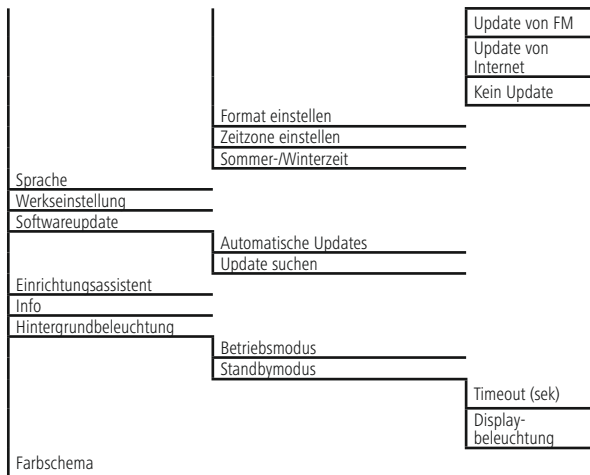 Update von FM
Update von
Internet
Kein Update
Format einstellen
Zeitzone einstellen
Sommer-/Winterzeit
Sprache
Werkseinstellung
Softwareupdate
Automatische Updates
Update suchen
Einrichtungsassistent
Info
Hintergrundbeleuchtung
Betriebsmodus
Standbymodus
Timeout (sek)
Display-
beleuchtung
Farbschema